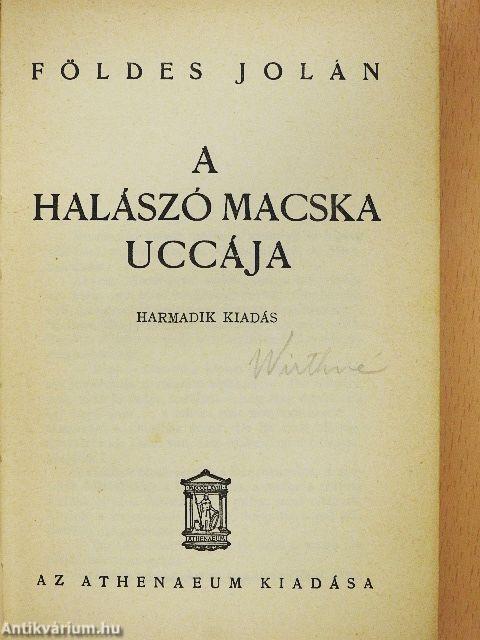 FÖLDES JOLÁN
A
HALÁSZÓ MACSKA
UCCÁJA
HARMADIK KIADÁS
Wirthné
ATHENAEUM
AZ ATHENAEUM KIADÁSA
Antikvárium.hu